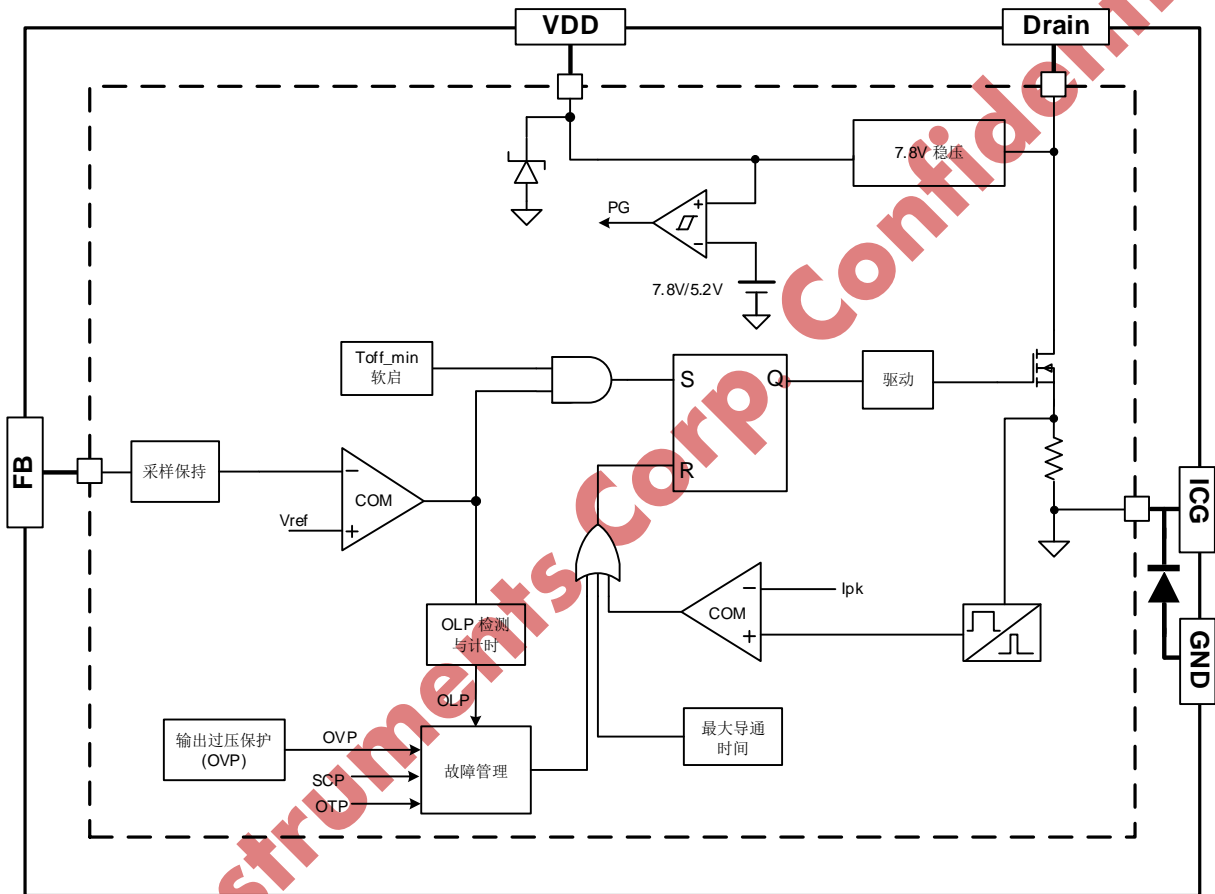 VDD
Drain
7.8V 稳压
PG
7.8V/5.2V
Toff_min
软启
S
Q
驱动
FB
采样保持
COM
R
Vref
ICG
Ipk
COM
OLP 检测
与计时
GND
OLP
输出过压保护
(OVP)
OVP
SCP
OTP
故障管理
最大导通
时间
struments Corp. Confidential